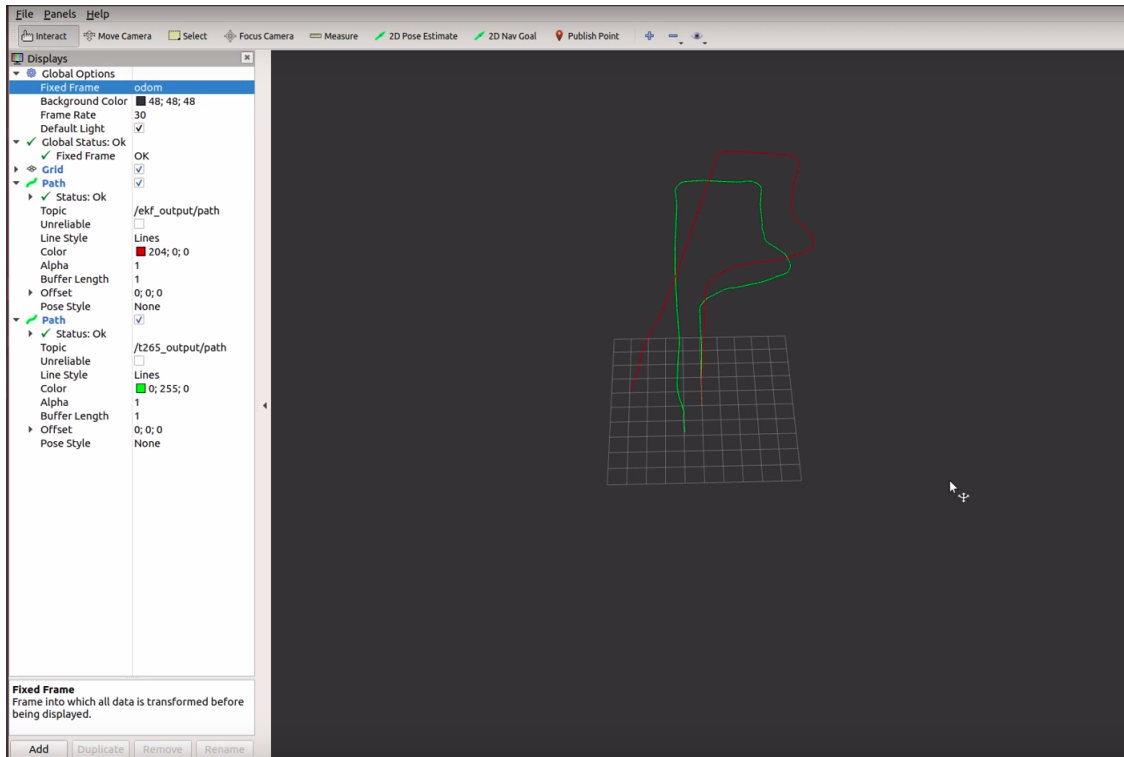 File Panels Help
Interact Move Camera Select Focus Camera Measure 2D Pose Estimate 2D Nav Goal Publish Point
Displays
Global Options
Fixed Frame odom
Background Color 48; 48; 48
Frame Rate 30
Default Light
Global Status: Ok
Fixed Frame OK
Grid
Path
Status: Ok
Topic /ekf_output/path
Unreliable
Line Style Lines
Color 204; 0; 0
Alpha 1
Buffer Length 1
Offset 0; 0; 0
Pose Style None
Path
Status: Ok
Topic /t265_output/path
Unreliable
Line Style Lines
Color 0; 255; 0
Alpha 1
Buffer Length 1
Offset 0; 0; 0
Pose Style None
Fixed Frame
Frame into which all data is transformed before
being displayed.
Add Duplicate Remove Rename